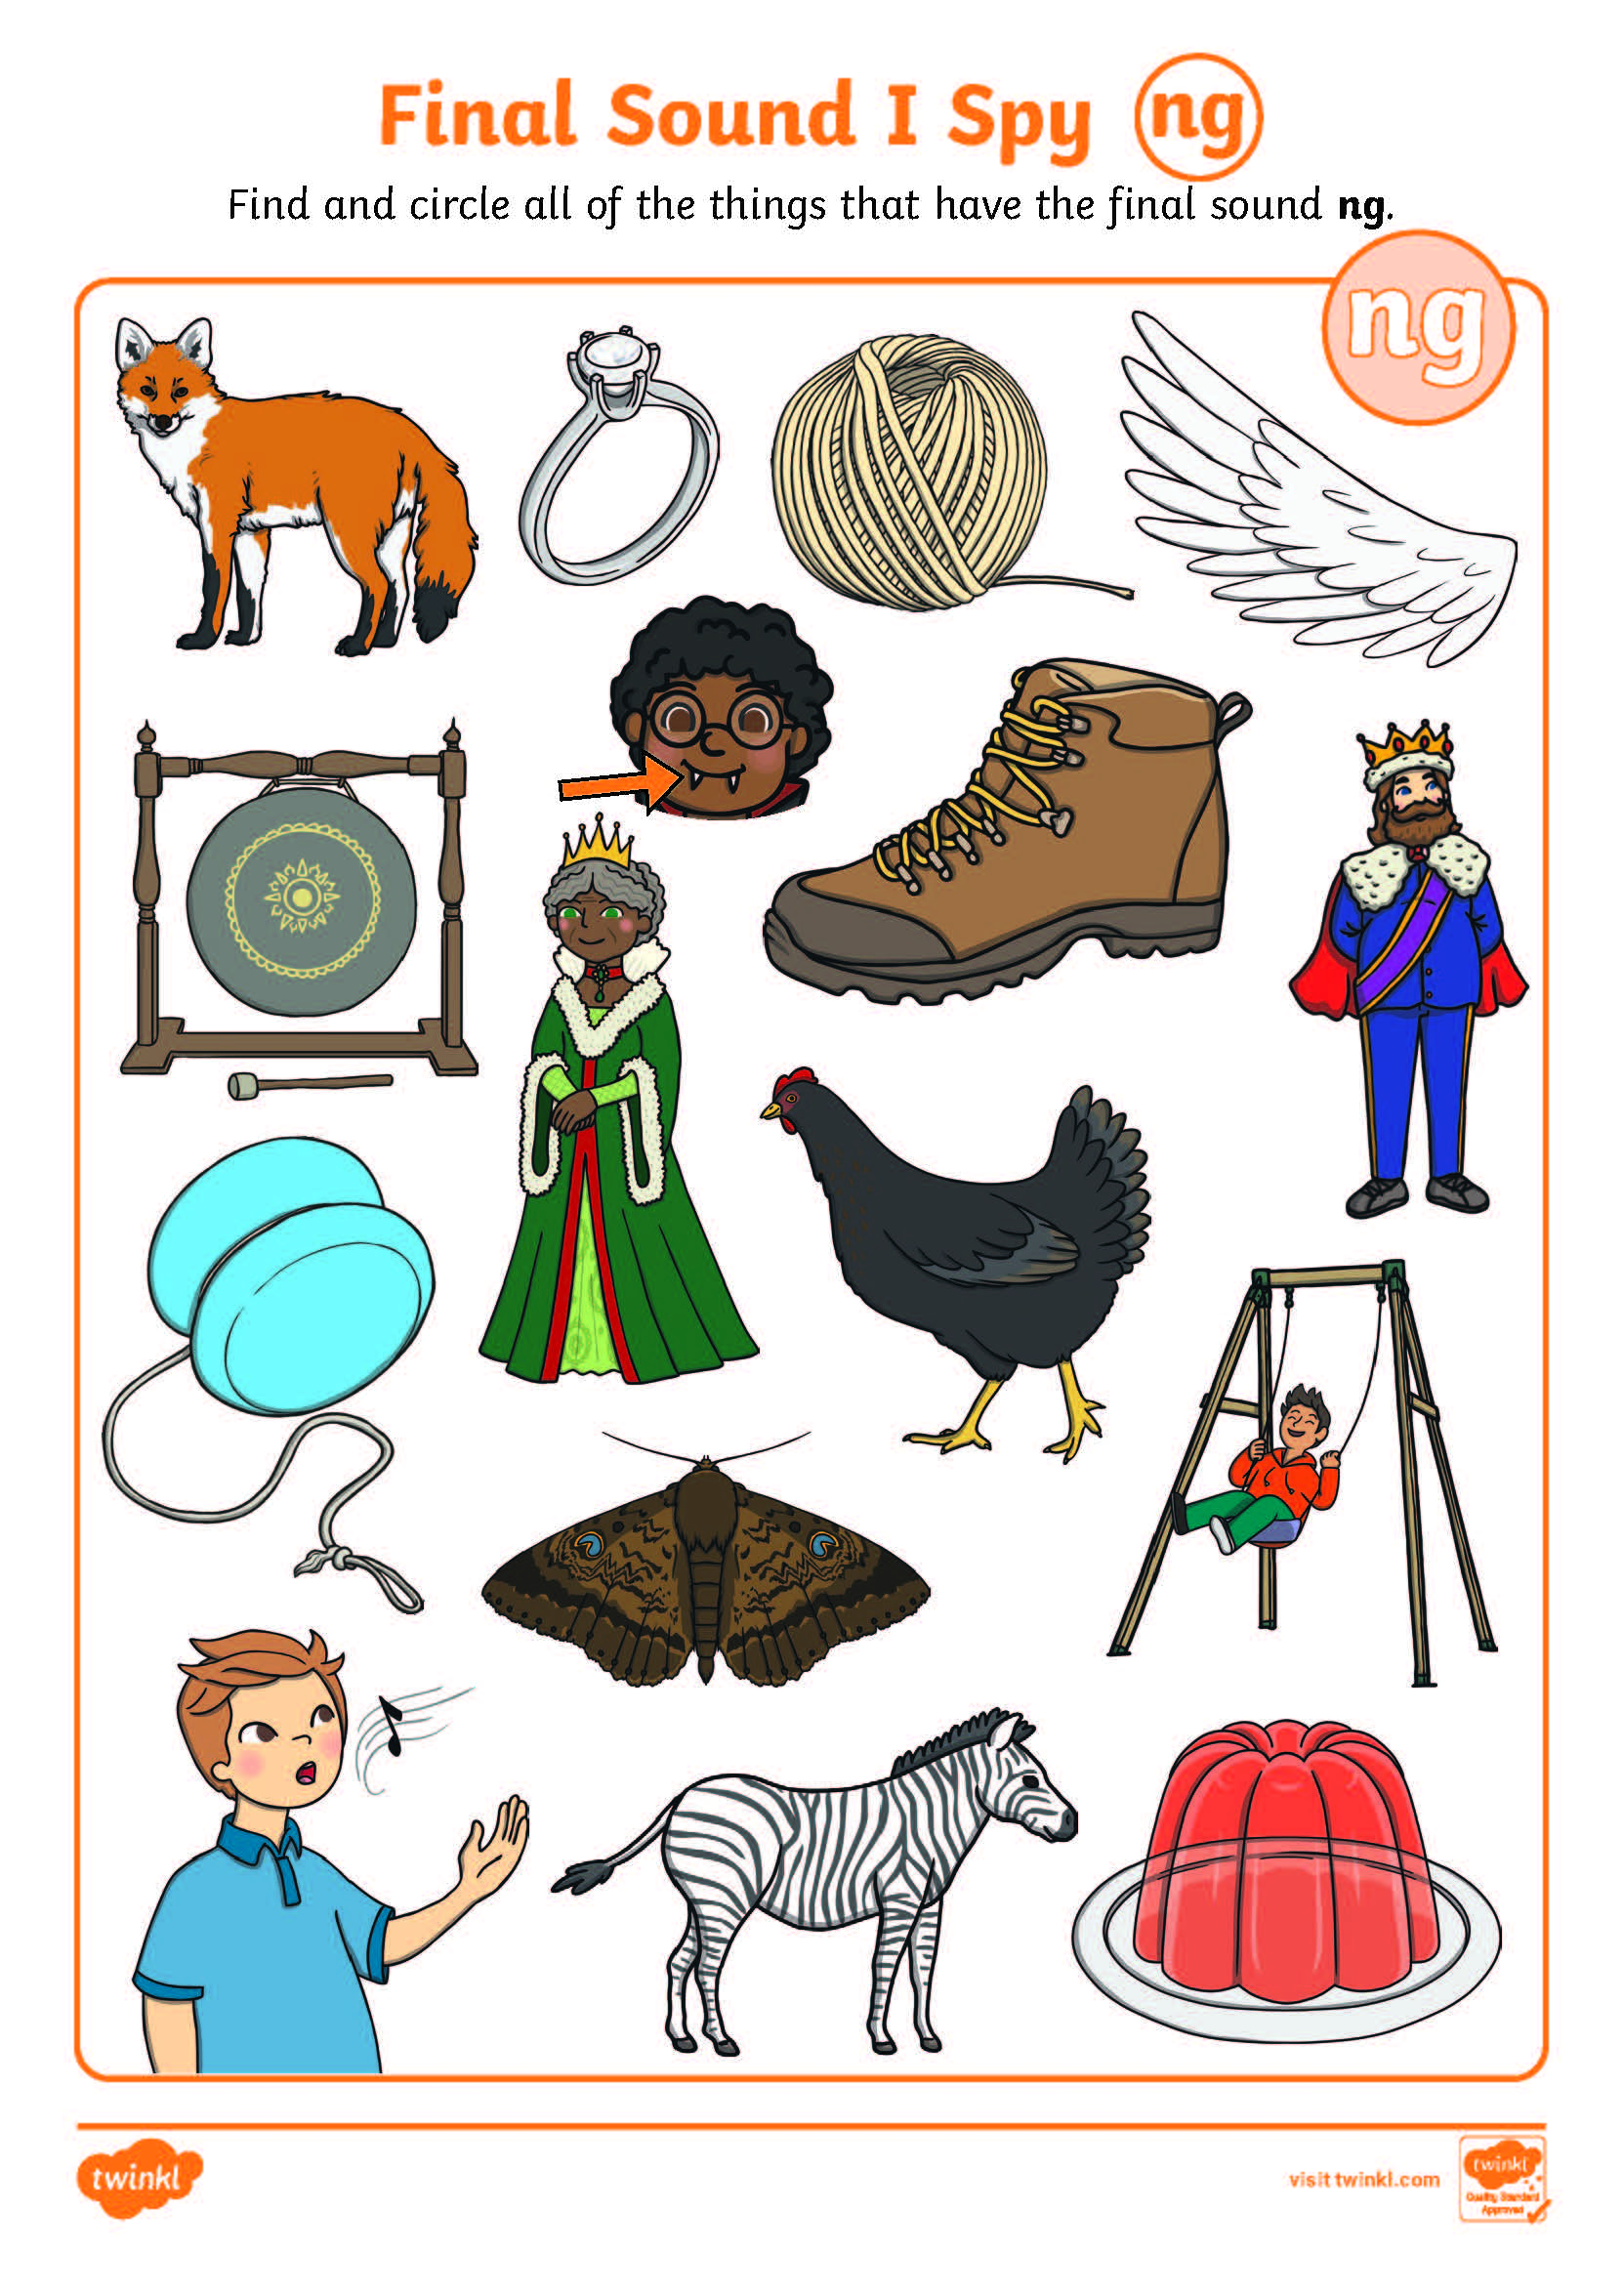 Final Sound I Spy ng
Find and circle all of the things that have the final sound ng.
ng
twinkl
visit twinkl.com
twinkl
Quality Standard
Approved